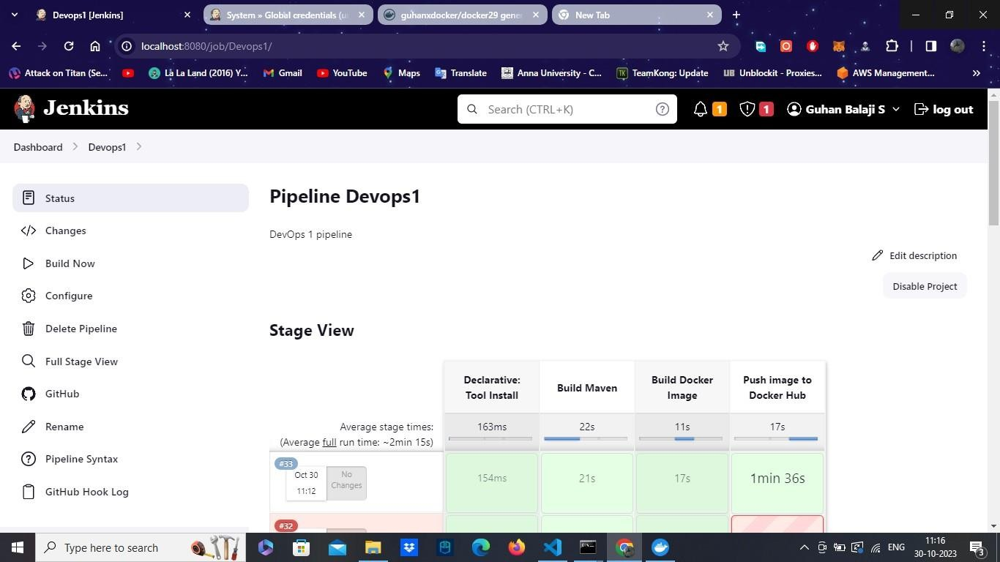 Devops1 [Jenkins]
System » Global credentials (u
guhanxdocker/docker29 gene
New Tab
localhost:8080/job/Devops1/
Attack on Titan (Se...
La La Land (2016) Y...
Gmail
YouTube
Maps
Translate
Anna University - C...
TK
TeamKong: Update
UB
Unblockit - Proxies...
AWS Management...
Jenkins
Search (CTRL+K)
1
1
Guhan Balaji S
log out
Dashboard
Devops1
Status
Changes
Build Now
Configure
Delete Pipeline
Full Stage View
GitHub
Rename
Pipeline Syntax
GitHub Hook Log
Pipeline Devops1
DevOps 1 pipeline
Edit description
Disable Project
Stage View
Declarative:
Tool Install
Build Maven
Build Docker
Image
Push image to
Docker Hub
Average stage times:
(Average full run time: ~2min 15s)
163ms
22s
11s
17s
#33
Oct 30
11:12
No
Changes
154ms
21s
17s
1min 36s
#32
Type here to search
ENG
11:16
30-10-2023
3